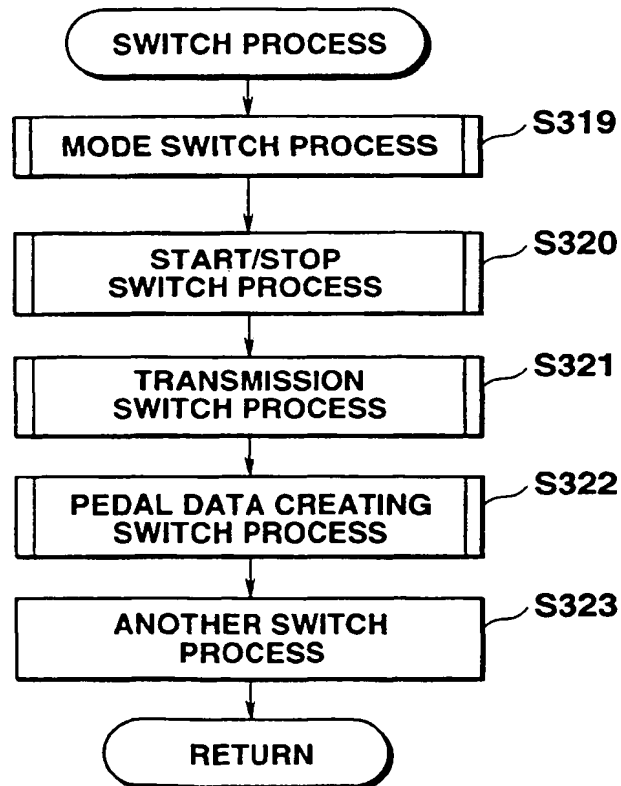 SWITCH PROCESS
MODE SWITCH PROCESS
S319
START/STOP
SWITCH PROCESS
S320
TRANSMISSION
SWITCH PROCESS
S321
PEDAL DATA CREATING
SWITCH PROCESS
S322
ANOTHER SWITCH
PROCESS
S323
RETURN